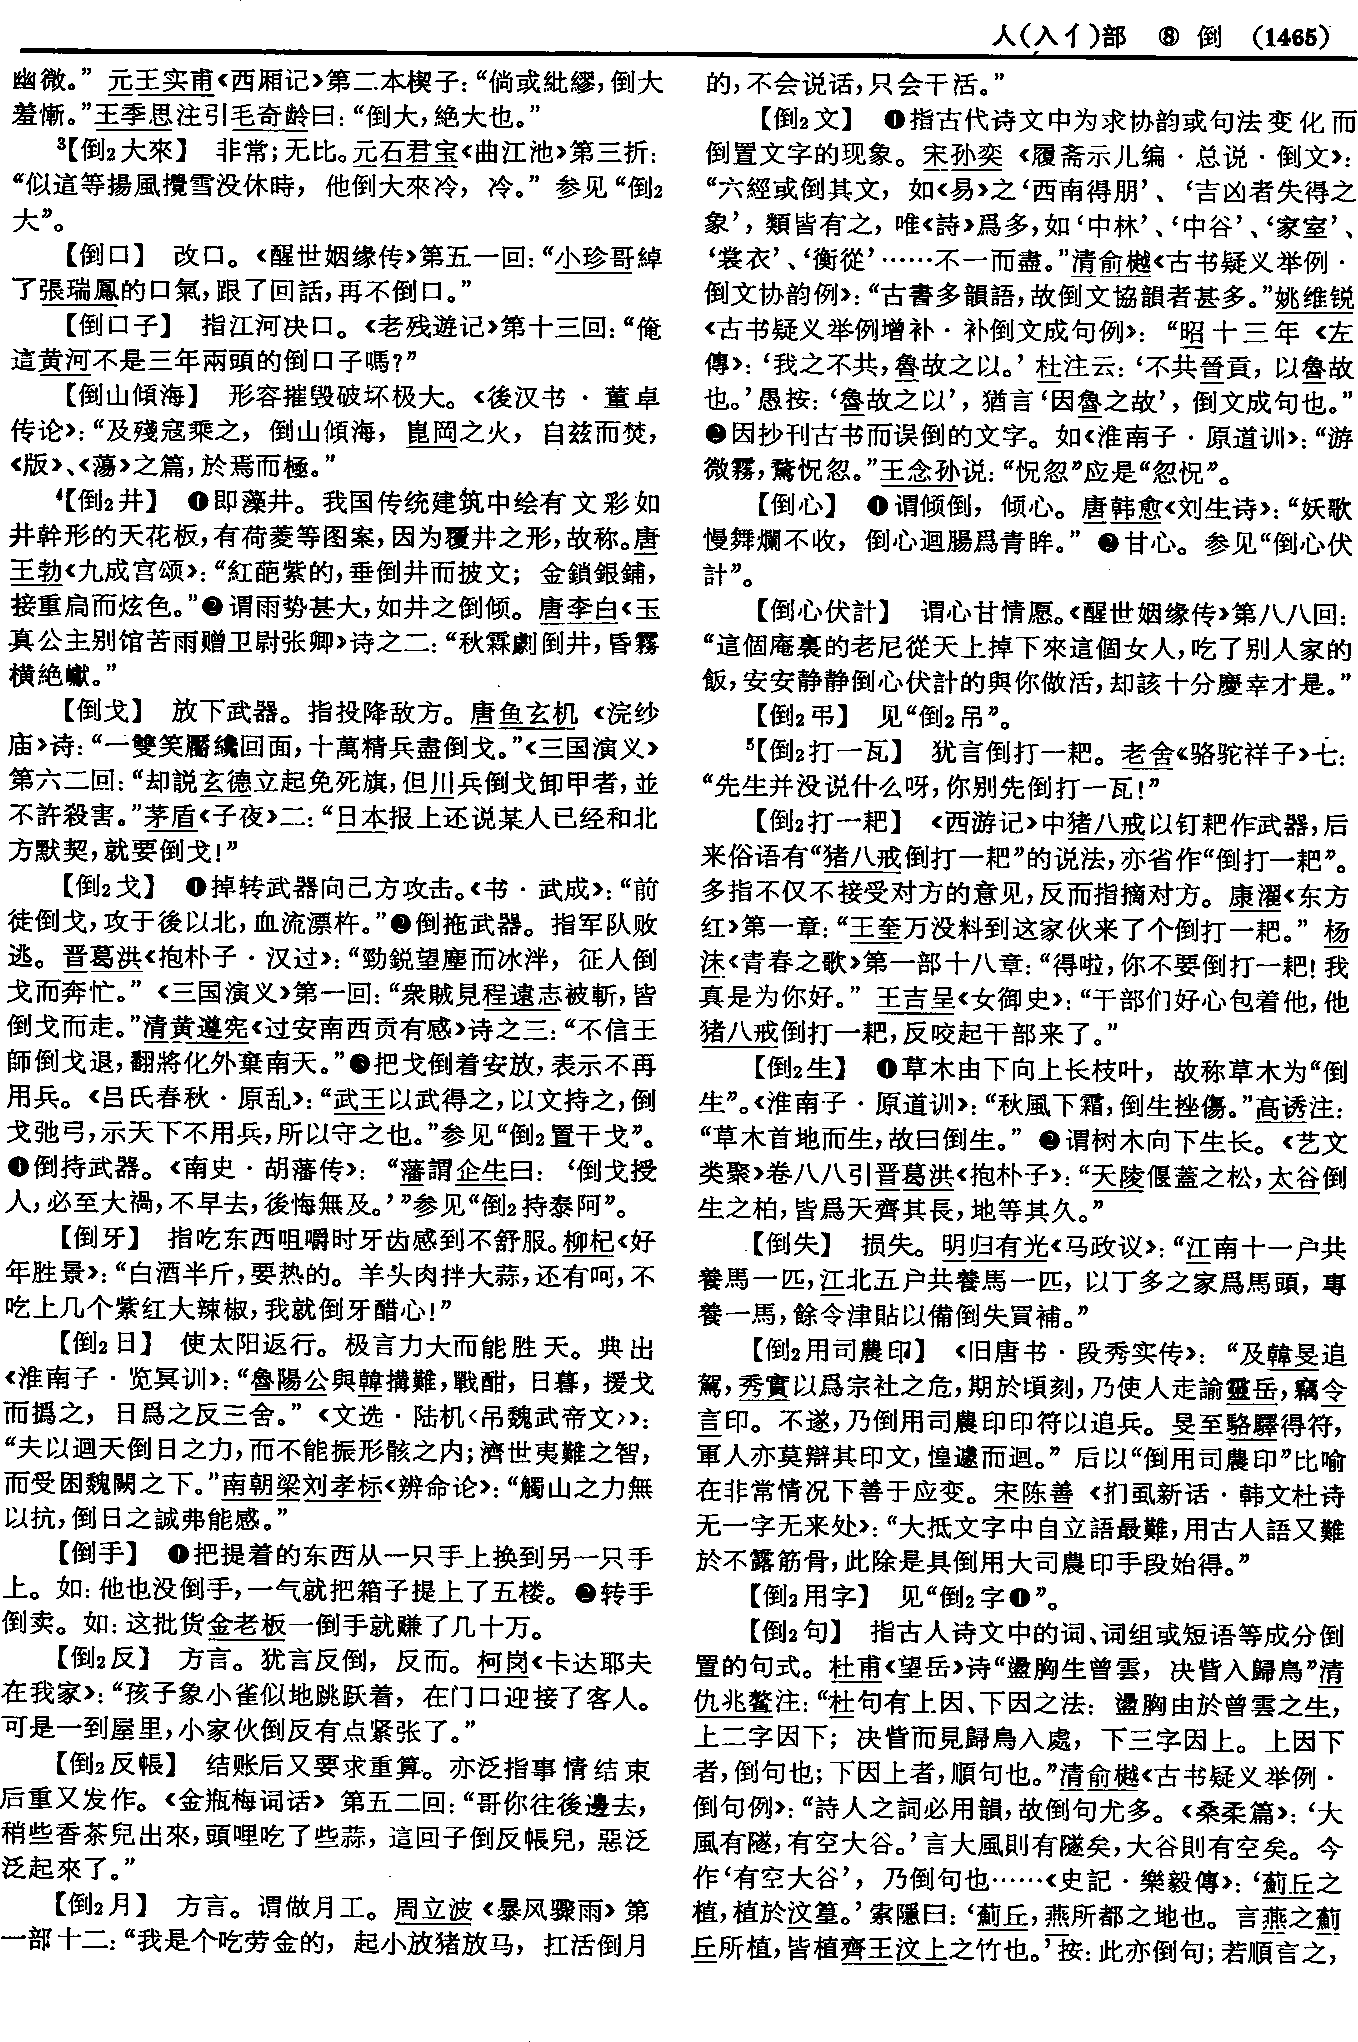 人(入亻)部 ⑧ 倒 (1465)
幽微。” 元王实甫《西厢记》第二本楔子：“倘或紕繆，倒大
羞慚。”王季思注引毛奇龄曰：“倒大，絶大也。”
³【倒₂大來】 非常；无比。元石君宝《曲江池》第三折：
“似這等揚風攪雪没休時，他倒大來冷，冷。” 参见“倒₂
大”。
【倒口】 改口。《醒世姻缘传》第五一回：“小珍哥綽
了張瑞鳳的口氣，跟了回話，再不倒口。”
【倒口子】 指江河决口。《老残遊记》第十三回：“俺
這黄河不是三年兩頭的倒口子嗎？”
【倒山傾海】 形容摧毁破坏极大。《後汉书·董卓
传论》：“及殘寇乘之，倒山傾海，崑岡之火，自兹而焚，
《版》、《蕩》之篇，於焉而極。”
⁴【倒₂井】 ❶即藻井。我国传统建筑中绘有文彩如
井幹形的天花板，有荷菱等图案，因为覆井之形，故称。唐
王勃《九成宫颂》：“紅葩紫的，垂倒井而披文；金鎖銀鋪，
接重扃而炫色。”❷谓雨势甚大，如井之倒倾。唐李白《玉
真公主别馆苦雨赠卫尉张卿》诗之二：“秋霖劇倒井，昏霧
横絶巘。”
【倒戈】 放下武器。指投降敌方。唐鱼玄机《浣纱
庙》诗：“一雙笑靨纔回面，十萬精兵盡倒戈。”《三国演义》
第六二回：“却説玄德立起免死旗，但川兵倒戈卸甲者，並
不許殺害。”茅盾《子夜》二：“日本报上还说某人已经和北
方默契，就要倒戈！”
【倒₂戈】 ❶掉转武器向己方攻击。《书·武成》：“前
徒倒戈，攻于後以北，血流漂杵。”❷倒拖武器。指军队败
逃。晋葛洪《抱朴子·汉过》：“勁鋭望塵而冰泮，征人倒
戈而奔忙。”《三国演义》第一回：“衆賊見程遠志被斬，皆
倒戈而走。”清黄遵宪《过安南西贡有感》诗之三：“不信王
師倒戈退，翻將化外棄南天。”❸把戈倒着安放，表示不再
用兵。《吕氏春秋·原乱》：“武王以武得之，以文持之，倒
戈弛弓，示天下不用兵，所以守之也。”参见“倒₂置干戈”。
❹倒持武器。《南史·胡藩传》：“藩謂企生曰：‘倒戈授
人，必至大禍，不早去，後悔無及。’”参见“倒₂持泰阿”。
【倒牙】 指吃东西咀嚼时牙齿感到不舒服。柳杞《好
年胜景》：“白酒半斤，要热的。羊头肉拌大蒜，还有呵，不
吃上几个紫红大辣椒，我就倒牙醋心！”
【倒₂日】 使太阳返行。极言力大而能胜天。典出
《淮南子·览冥训》：“魯陽公與韓搆難，戰酣，日暮，援戈
而撝之，日爲之反三舍。”《文选·陆机〈吊魏武帝文〉》：
“夫以迴天倒日之力，而不能振形骸之内；濟世夷難之智，
而受困魏闕之下。”南朝梁刘孝标《辨命论》：“觸山之力無
以抗，倒日之誠弗能感。”
【倒手】 ❶把提着的东西从一只手上换到另一只手
上。如：他也没倒手，一气就把箱子提上了五楼。❷转手
倒卖。如：这批货金老板一倒手就赚了几十万。
【倒₂反】 方言。犹言反倒，反而。柯岗《卡达耶夫
在我家》：“孩子象小雀似地跳跃着，在门口迎接了客人。
可是一到屋里，小家伙倒反有点紧张了。”
【倒₂反帳】 结账后又要求重算。亦泛指事情结束
后重又发作。《金瓶梅词话》第五二回：“哥你往後邊去，
稍些香茶兒出來，頭哩吃了些蒜，這回子倒反帳兒，惡泛
泛起來了。”
【倒₂月】 方言。谓做月工。周立波《暴风骤雨》第
一部十二：“我是个吃劳金的，起小放猪放马，扛活倒月
的，不会说话，只会干活。”
【倒₂文】 ❶指古代诗文中为求协韵或句法变化而
倒置文字的现象。宋孙奕《履斋示儿编·总说·倒文》：
“六經或倒其文，如《易》之‘西南得朋’、‘吉凶者失得之
象’，類皆有之，唯《詩》爲多，如‘中林’、‘中谷’、‘家室’、
‘裳衣’、‘衡從’……不一而盡。”清俞樾《古书疑义举例·
倒文协韵例》：“古書多韻語，故倒文協韻者甚多。”姚维锐
《古书疑义举例增补·补倒文成句例》：“昭十三年《左
傳》：‘我之不共，魯故之以。’杜注云：‘不共晉貢，以魯故
也。’愚按：‘魯故之以’，猶言‘因魯之故’，倒文成句也。”
❷因抄刊古书而误倒的文字。如《淮南子·原道训》：“游
微霧，騖怳忽。”王念孙说：“怳忽”应是“忽怳”。
【倒心】 ❶谓倾倒，倾心。唐韩愈《刘生诗》：“妖歌
慢舞爛不收，倒心迴腸爲青眸。” ❷甘心。参见“倒心伏
計”。
【倒心伏計】 谓心甘情愿。《醒世姻缘传》第八八回：
“這個庵裏的老尼從天上掉下來這個女人，吃了别人家的
飯，安安静静倒心伏計的與你做活，却該十分慶幸才是。”
【倒₂弔】 见“倒₂吊”。
⁵【倒₂打一瓦】 犹言倒打一耙。老舍《骆驼祥子》七：
“先生并没说什么呀，你别先倒打一瓦！”
【倒₂打一耙】 《西游记》中猪八戒以钉耙作武器，后
来俗语有“猪八戒倒打一耙”的说法，亦省作“倒打一耙”。
多指不仅不接受对方的意见，反而指摘对方。康濯《东方
红》第一章：“王奎万没料到这家伙来了个倒打一耙。”杨
沫《青春之歌》第一部十八章：“得啦，你不要倒打一耙！我
真是为你好。” 王吉呈《女御史》：“干部们好心包着他，他
猪八戒倒打一耙，反咬起干部来了。”
【倒₂生】 ❶草木由下向上长枝叶，故称草木为“倒
生”。《淮南子·原道训》：“秋風下霜，倒生挫傷。”高诱注：
“草木首地而生，故曰倒生。” ❷谓树木向下生长。《艺文
类聚》卷八八引晋葛洪《抱朴子》：“天陵偃蓋之松，太谷倒
生之柏，皆爲天齊其長，地等其久。”
【倒失】 损失。明归有光《马政议》：“江南十一户共
養馬一匹，江北五户共養馬一匹，以丁多之家爲馬頭，專
養一馬，餘令津貼以備倒失買補。”
【倒₂用司農印】 《旧唐书·段秀实传》：“及韓旻追
駕，秀實以爲宗社之危，期於頃刻，乃使人走諭靈岳，竊令
言印。不遂，乃倒用司農印印符以追兵。旻至駱驛得符，
軍人亦莫辯其印文，惶遽而迴。” 后以“倒用司農印”比喻
在非常情况下善于应变。宋陈善《扪虱新话·韩文杜诗
无一字无来处》：“大抵文字中自立語最難，用古人語又難
於不露筋骨，此除是具倒用大司農印手段始得。”
【倒₂用字】 见“倒₂字❶”。
【倒₂句】 指古人诗文中的词、词组或短语等成分倒
置的句式。杜甫《望岳》诗“盪胸生曾雲，决眥入歸鳥”清
仇兆鳌注：“杜句有上因、下因之法：盪胸由於曾雲之生，
上二字因下；决眥而見歸鳥入處，下三字因上。上因下
者，倒句也；下因上者，順句也。”清俞樾《古书疑义举例·
倒句例》：“詩人之詞必用韻，故倒句尤多。《桑柔篇》：‘大
風有隧，有空大谷。’言大風則有隧矣，大谷則有空矣。今
作‘有空大谷’，乃倒句也……《史記·樂毅傳》：‘薊丘之
植，植於汶篁。’索隱曰：‘薊丘，燕所都之地也。言燕之薊
丘所植，皆植齊王汶上之竹也。’按：此亦倒句；若順言之，